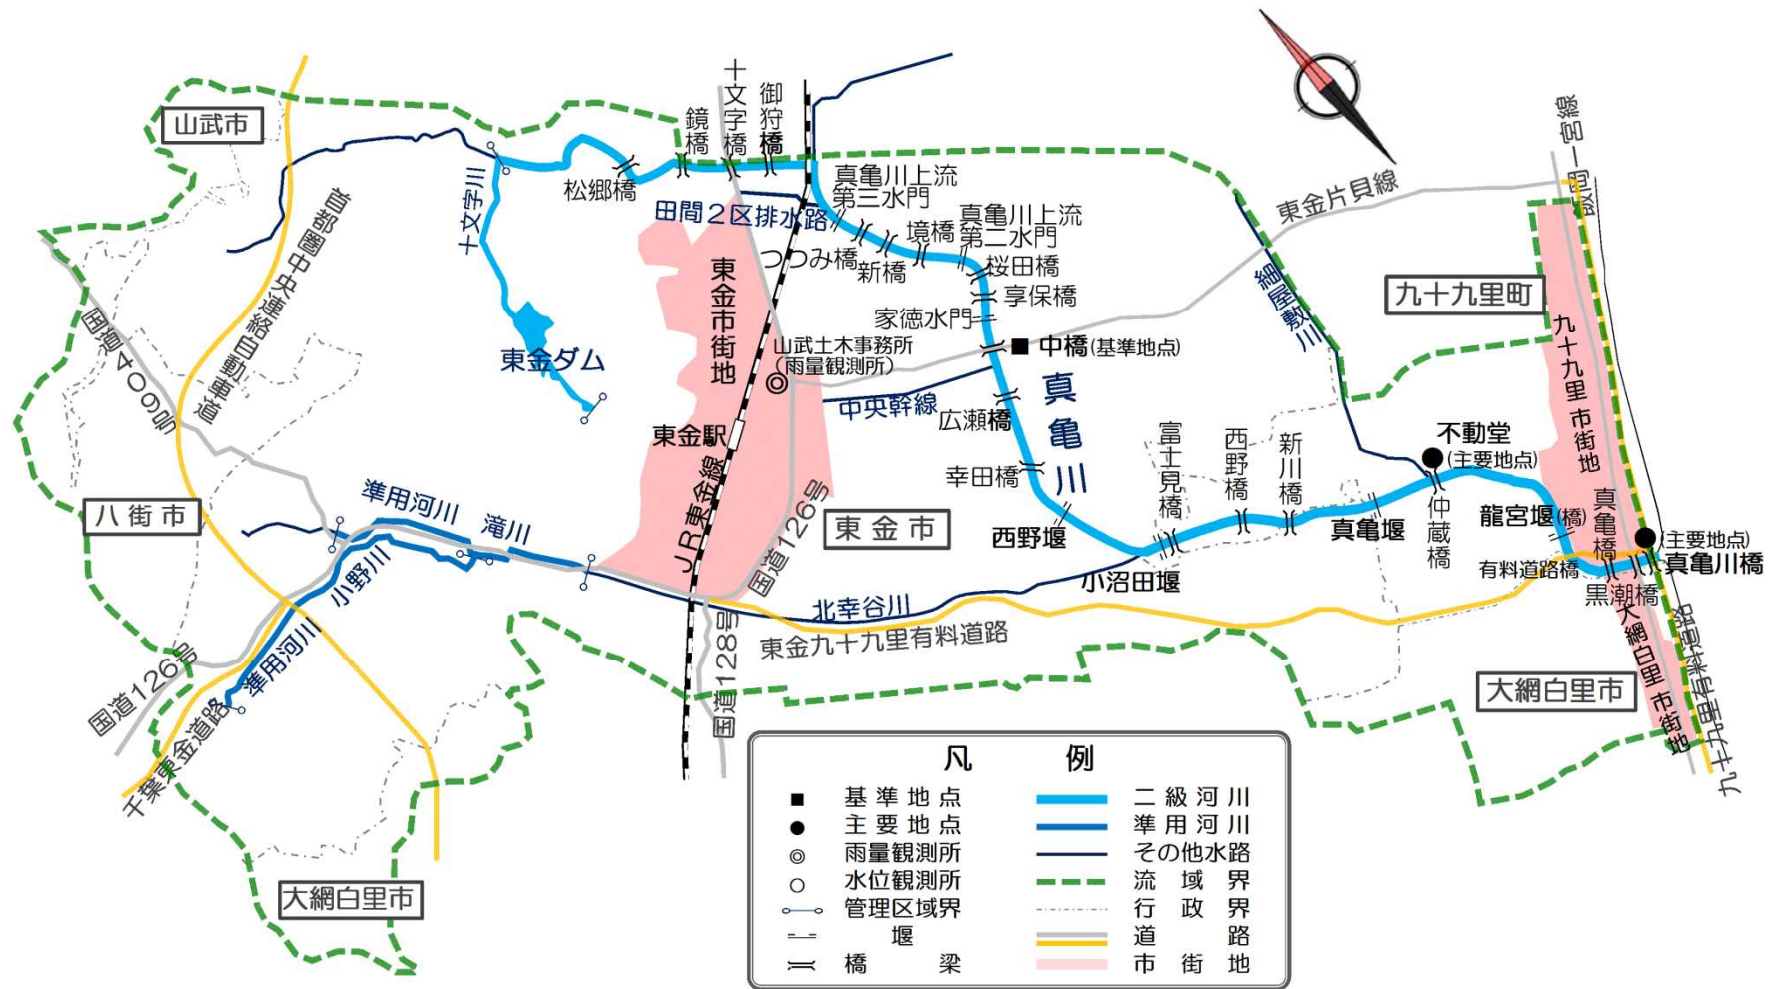 山武市
十文字川
松郷橋
鏡橋
十文字橋
御狩橋
真亀川上流
第三水門
田間2区排水路
つつみ橋
新橋
境橋
真亀川上流
第二水門
桜田橋
享保橋
家徳水門
中橋(基準地点)
東金片貝線
細屋敷川
飯岡一宮線
九十九里町
九十九里 市街地
首都圏中央連絡自動車道
国道409号
東金ダム
東金市街地
山武土木事務所
(雨量観測所)
東金駅
JR東金線
中央幹線
広瀬橋
真亀川
幸田橋
西野堰
富士見橋
西野橋
新川橋
不動堂
(主要地点)
仲蔵橋
真亀堰
龍宮堰(橋)
真亀橋
(主要地点)
真亀川橋
有料道路橋
黒潮橋
小沼田堰
八街市
準用河川 滝川
準用河川 小野川
国道126号
東金市
国道126号
北幸谷川
東金九十九里有料道路
国道128号
国道126号
千葉東金道路
大網白里市
大網白里市
大網白里 市街地
九十九里有料道路
凡例
基準地点
主要地点
雨量観測所
水位観測所
管理区域界
堰
橋梁
二級河川
準用河川
その他水路
流域界
行政界
道路
市街地